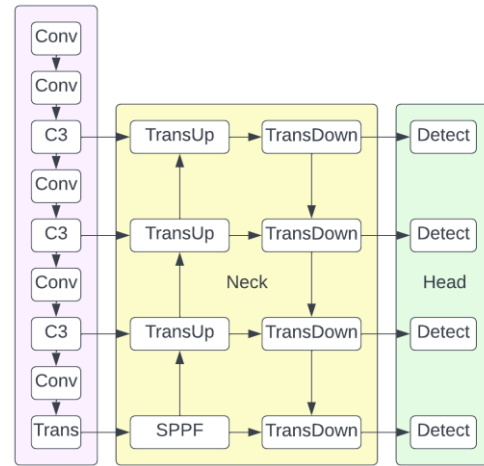 Conv
Conv
C3
TransUp
TransDown
Detect
Conv
C3
TransUp
TransDown
Detect
Conv
Neck
Head
C3
TransUp
TransDown
Detect
Conv
Trans
SPPF
TransDown
Detect